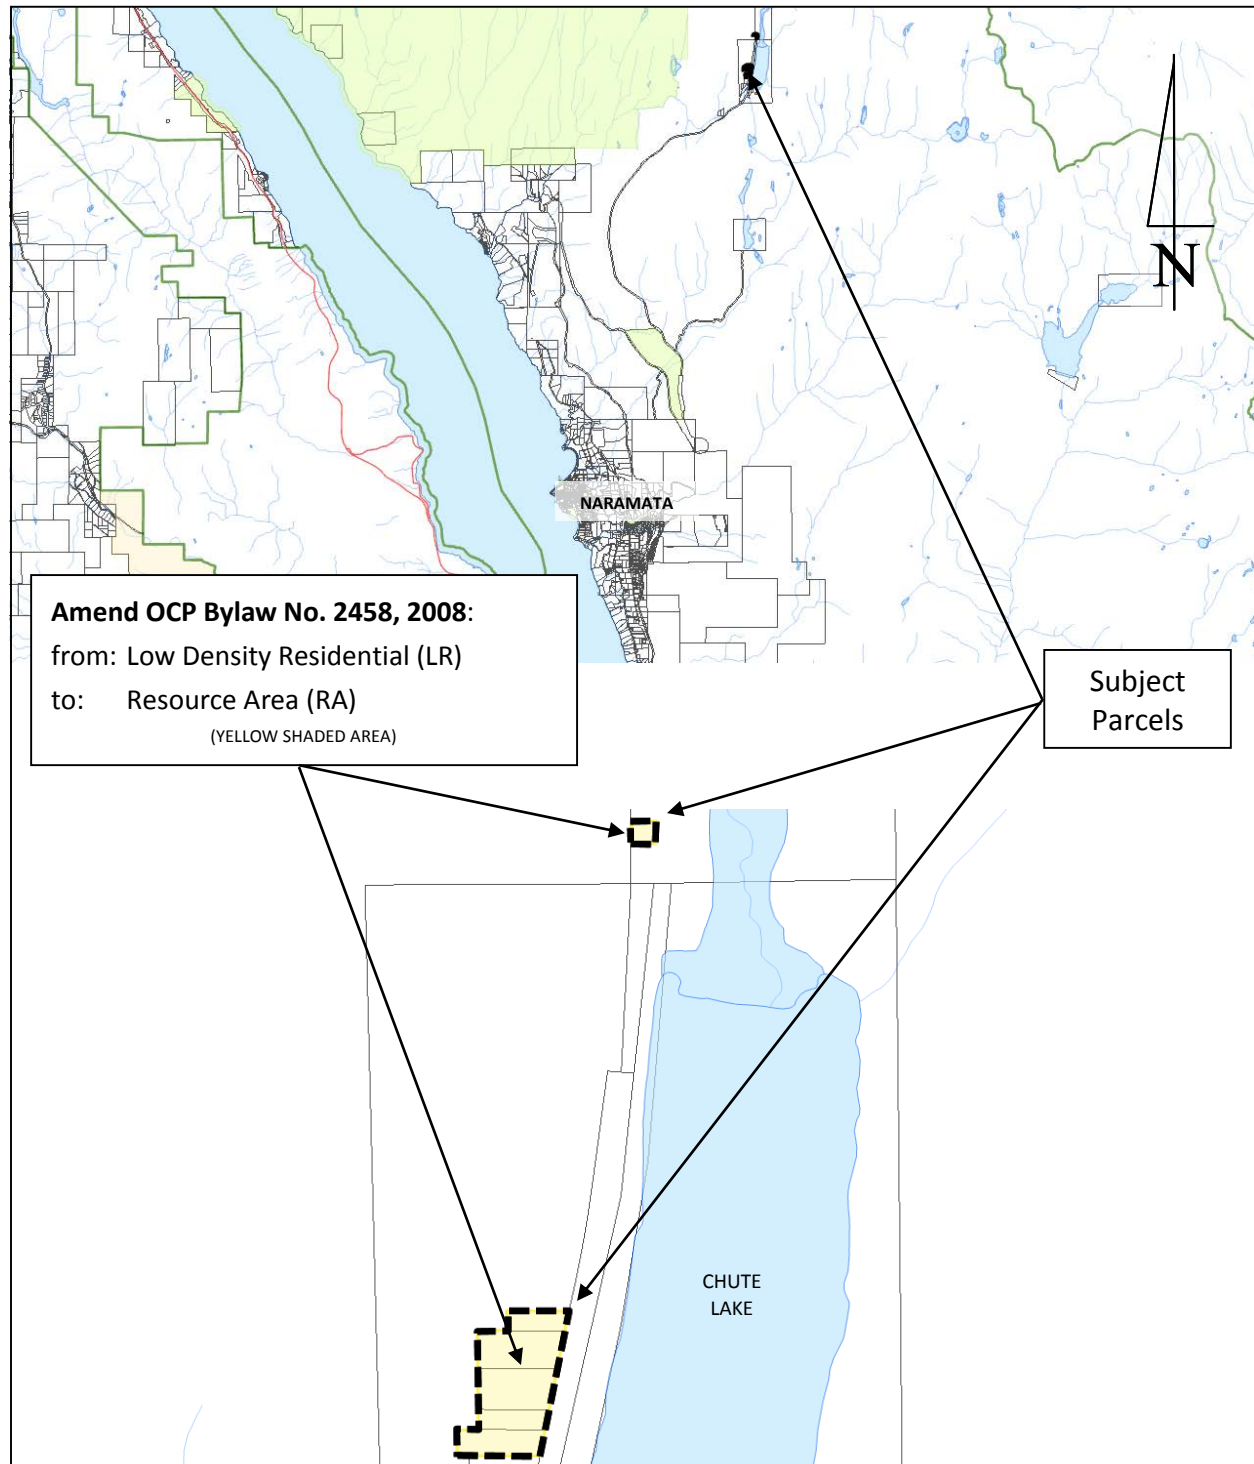 N
NARAMATA
Amend OCP Bylaw No. 2458, 2008:
from: Low Density Residential (LR)
to: Resource Area (RA)
(YELLOW SHADED AREA)
Subject
Parcels
CHUTE
LAKE